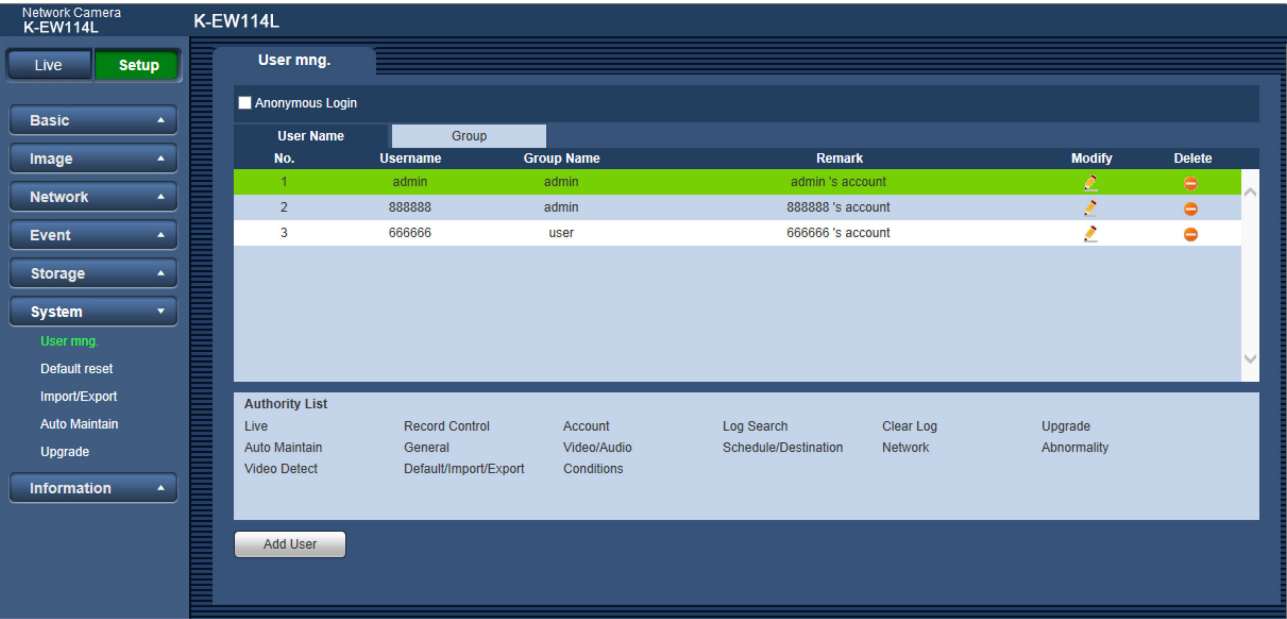 Network Camera
K-EW114L
K-EW114L
Live Setup
Basic
Image
Network
Event
Storage
System
User mng.
Default reset
Import/Export
Auto Maintain
Upgrade
Information
User mng.
Anonymous Login
User Name Group
No. Username Group Name Remark Modify Delete
1 admin admin admin 's account
2 888888 admin 888888 's account
3 666666 user 666666 's account
Authority List
Live Record Control Account Log Search Clear Log Upgrade
Auto Maintain General Video/Audio Schedule/Destination Network Abnormality
Video Detect Default/Import/Export Conditions
Add User